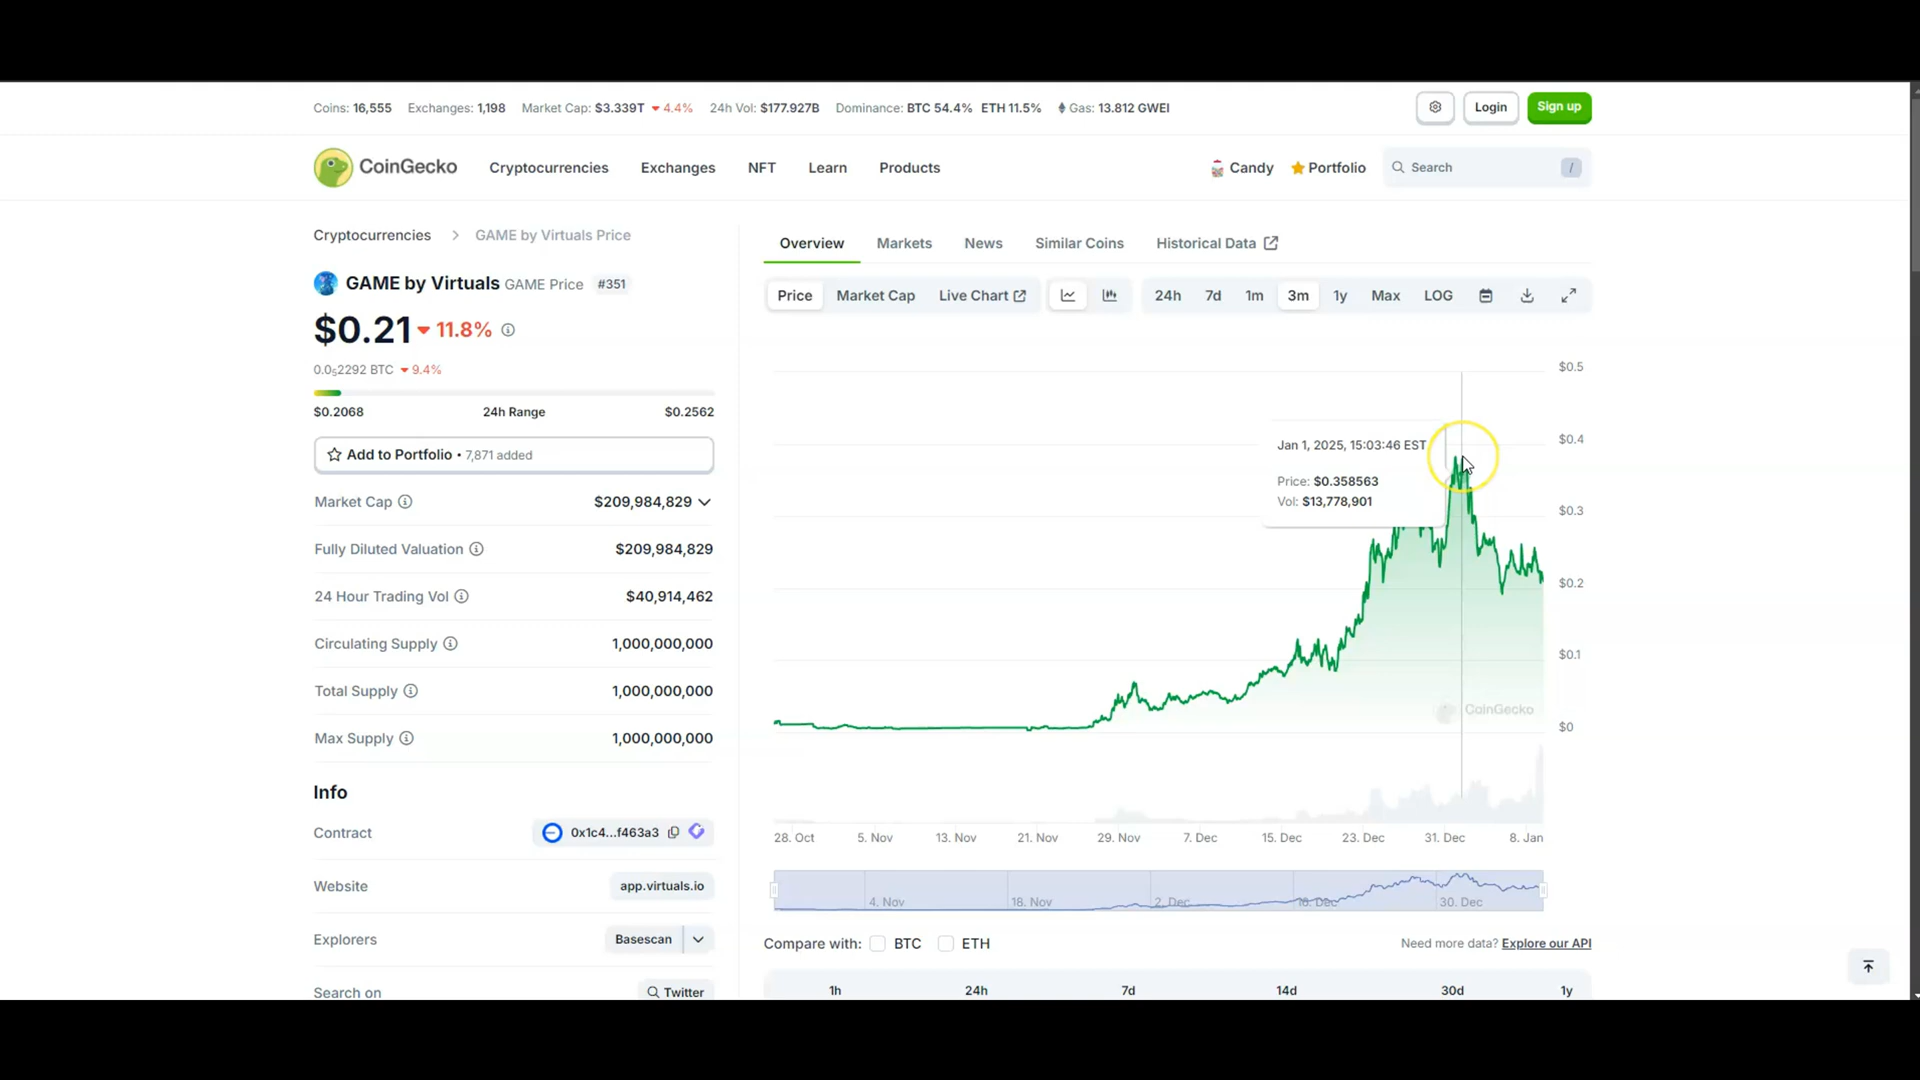 Coins: 16,555 Exchanges: 1,198 Market Cap: $3.339T 4.4% 24h Vol: $177.927B Dominance: BTC 54.4% ETH 11.5% Gas: 13.812 GWEI
Login
Sign up
CoinGecko
Cryptocurrencies Exchanges NFT Learn Products
Candy Portfolio
Search /
Cryptocurrencies > GAME by Virtuals Price
GAME by Virtuals GAME Price #351
$0.21 11.8%
0.0₅2292 BTC 9.4%
$0.2068 24h Range $0.2562
Add to Portfolio • 7,871 added
Market Cap $209,984,829
Fully Diluted Valuation $209,984,829
24 Hour Trading Vol $40,914,462
Circulating Supply 1,000,000,000
Total Supply 1,000,000,000
Max Supply 1,000,000,000
Info
Contract 0x1c4...f463a3
Website app.virtuals.io
Explorers Basescan
Search on Twitter
Overview Markets News Similar Coins Historical Data
Price Market Cap Live Chart 24h 7d 1m 3m 1y Max LOG
$0.5
$0.4
$0.3
$0.2
$0.1
$0
Jan 1, 2025, 15:03:46 EST
Price: $0.358563
Vol: $13,778,901
CoinGecko
28. Oct 5. Nov 13. Nov 21. Nov 29. Nov 7. Dec 15. Dec 23. Dec 31. Dec 8. Jan
4. Nov 18. Nov 2. Dec 16. Dec 30. Dec
Compare with: BTC ETH
Need more data? Explore our API
1h 24h 7d 14d 30d 1y